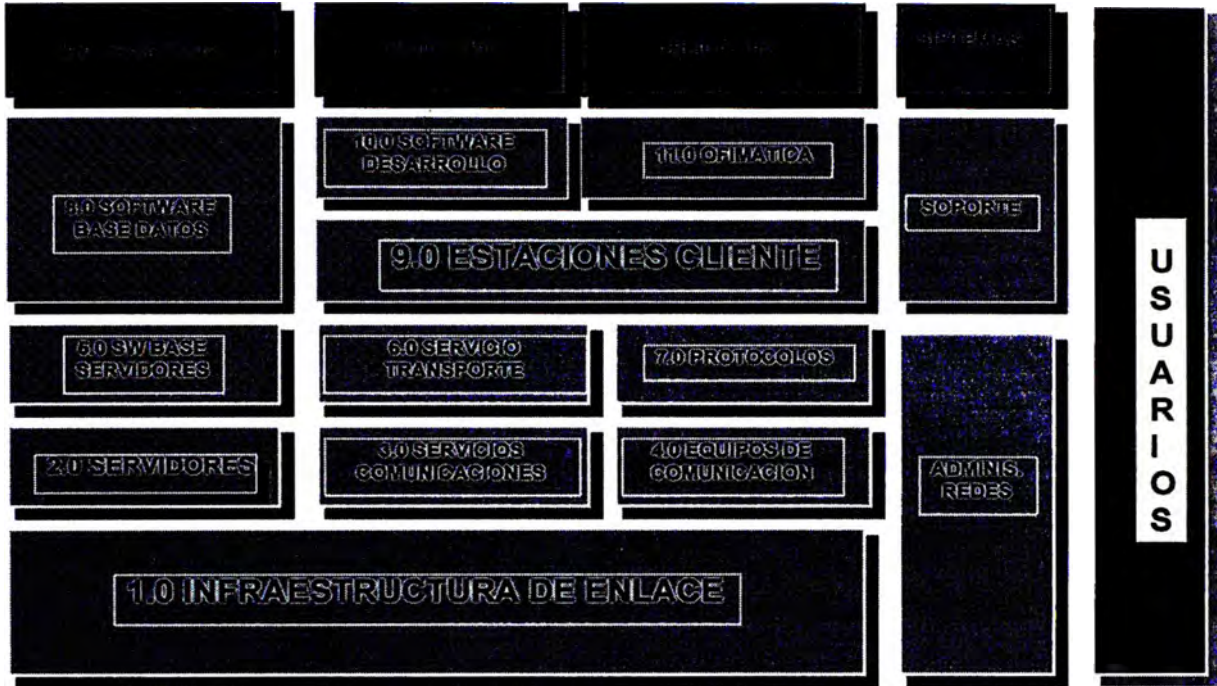 SISTEMAS
10.0 SOFTWARE
DESARROLLO
11.0 OFIMATICA
8.0 SOFTWARE
BASE DATOS
SOPORTE
9.0 ESTACIONES CLIENTE
USUARIOS
5.0 SW BASE
SERVIDORES
6.0 SERVICIO
TRANSPORTE
7.0 PROTOCOLOS
2.0 SERVIDORES
3.0 SERVICIOS
COMUNICACIONES
4.0 EQUIPOS DE
COMUNICACION
ADMINIS.
REDES
1.0 INFRAESTRUCTURA DE ENLACE